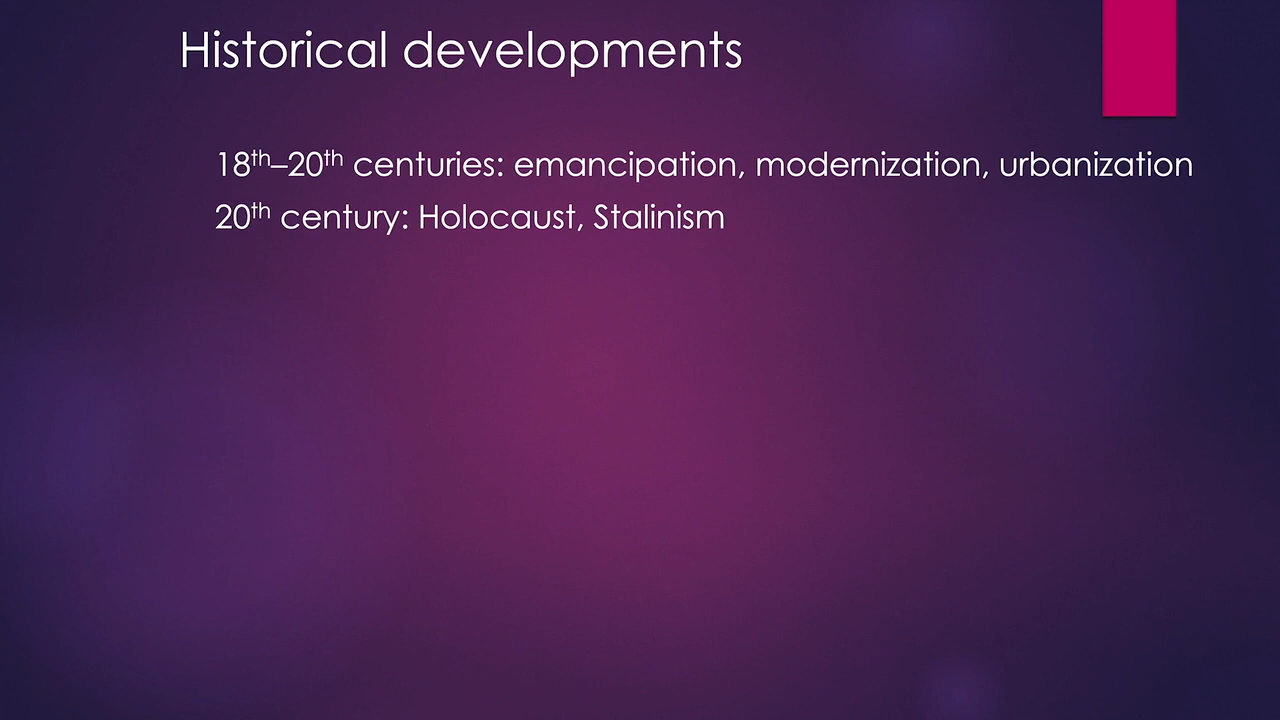 Historical developments
18th–20th centuries: emancipation, modernization, urbanization
20th century: Holocaust, Stalinism